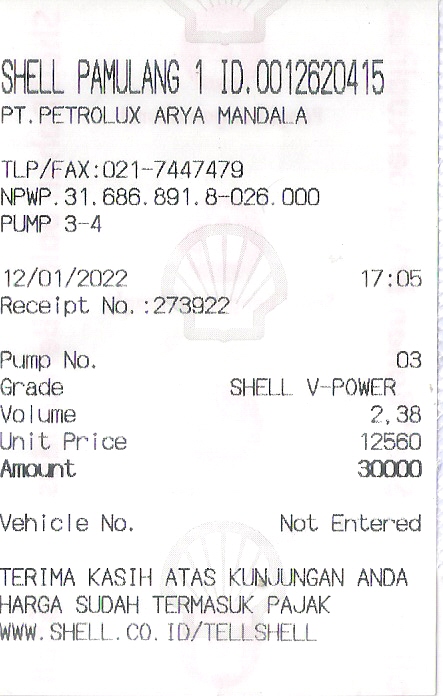 SHELL PAMULANG 1 ID.0012620415
PT.PETROLUX ARYA MANDALA
TLP/FAX:021-7447479
NPWP.31.686.891.8-026.000
PUMP 3-4
12/01/2022 17:05
Receipt No.:273922
Pump No. 03
Grade SHELL V-POWER
Volume 2,38
Unit Price 12560
Amount 30000
Vehicle No. Not Entered
TERIMA KASIH ATAS KUNJUNGAN ANDA
HARGA SUDAH TERMASUK PAJAK
WWW.SHELL.CO.ID/TELLSHELL